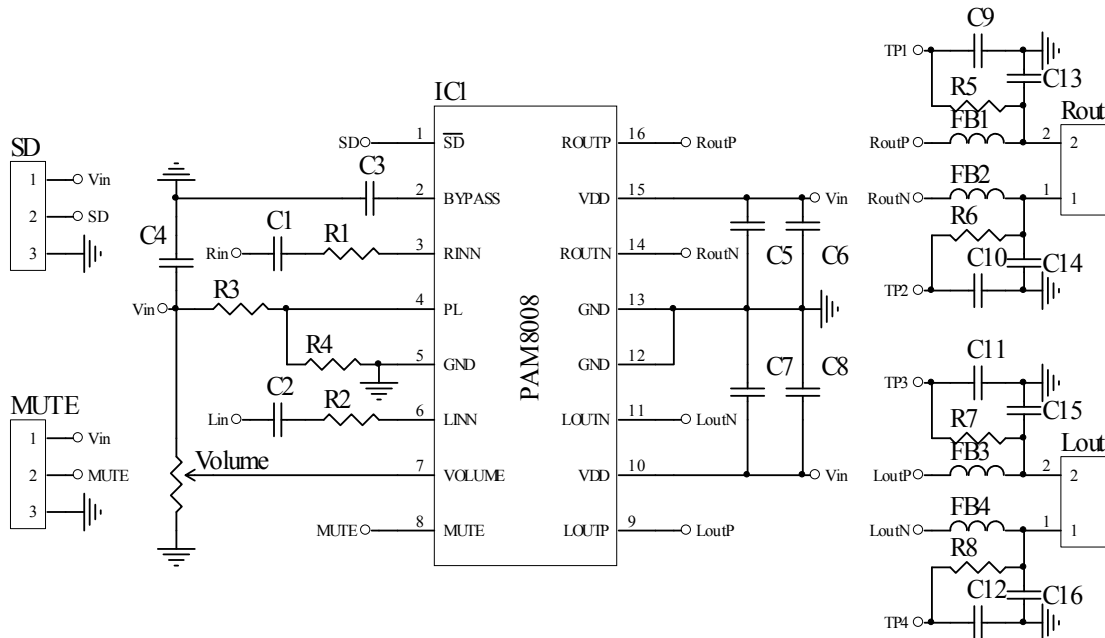 SD
1 Vin
2 SD
3
MUTE
1 Vin
2 MUTE
3
IC1
PAM8008
SD 1 SD
C3 2 BYPASS
C4
Rin C1 R1 3 RINN
Vin R3 4 PL
R4 5 GND
Lin C2 R2 6 LINN
Volume 7 VOLUME
MUTE 8 MUTE
ROUTP 16 RoutP
VDD 15 Vin
ROUTN 14 RoutN
C5 C6
GND 13
GND 12
C7 C8
LOUTN 11 LoutN
VDD 10 Vin
LOUTP 9 LoutP
C9
TP1
C13
R5
Rout
RoutP FB1 2 2
RoutN FB2 1 1
R6
C10 C14
TP2
C11
TP3
C15
R7
Lout
LoutP FB3 2 2
LoutN FB4 1 1
R8
C12 C16
TP4